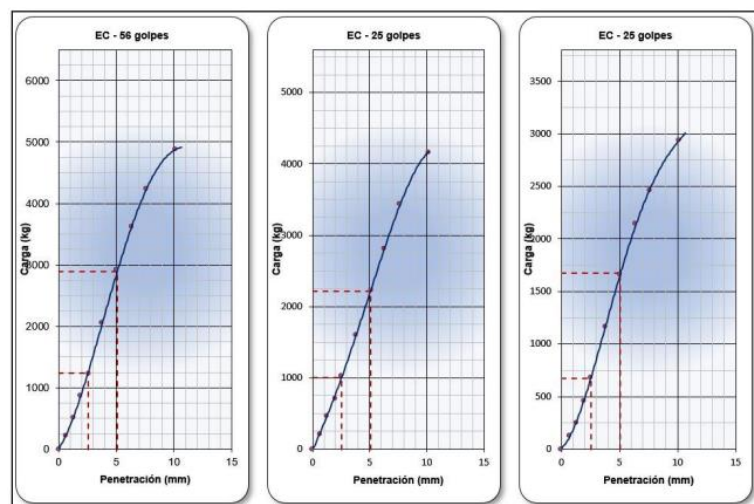 EC - 56 golpes
6000
5000
4000
3000
2000
1000
0
Carga (kg)
0 5 10 15
Penetración (mm)
EC - 25 golpes
5000
4000
3000
2000
1000
0
Carga (kg)
0 5 10 15
Penetración (mm)
EC - 25 golpes
3500
3000
2500
2000
1500
1000
500
0
Carga (kg)
0 5 10 15
Penetración (mm)